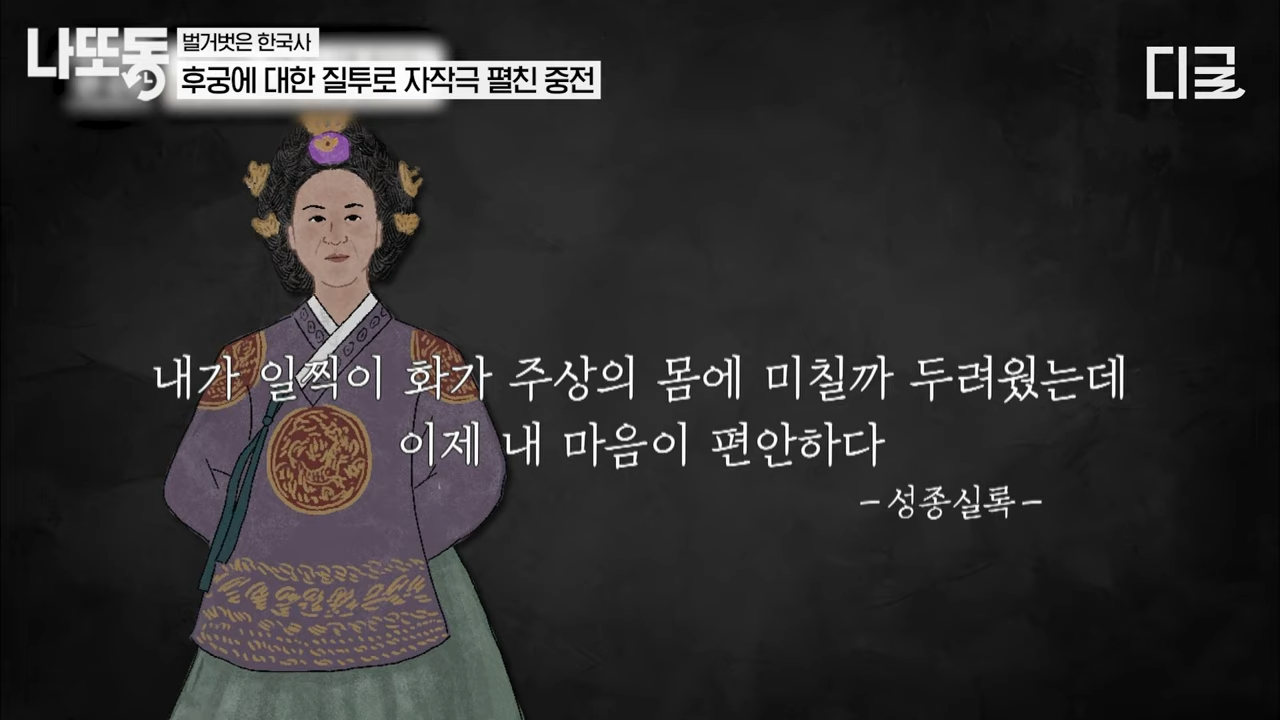 나또동
벌거벗은 한국사
후궁에 대한 질투로 자작극 펼친 중전
디글
내가 일찍이 화가 주상의 몸에 미칠까 두려웠는데
이제 내 마음이 편안하다
-성종실록-